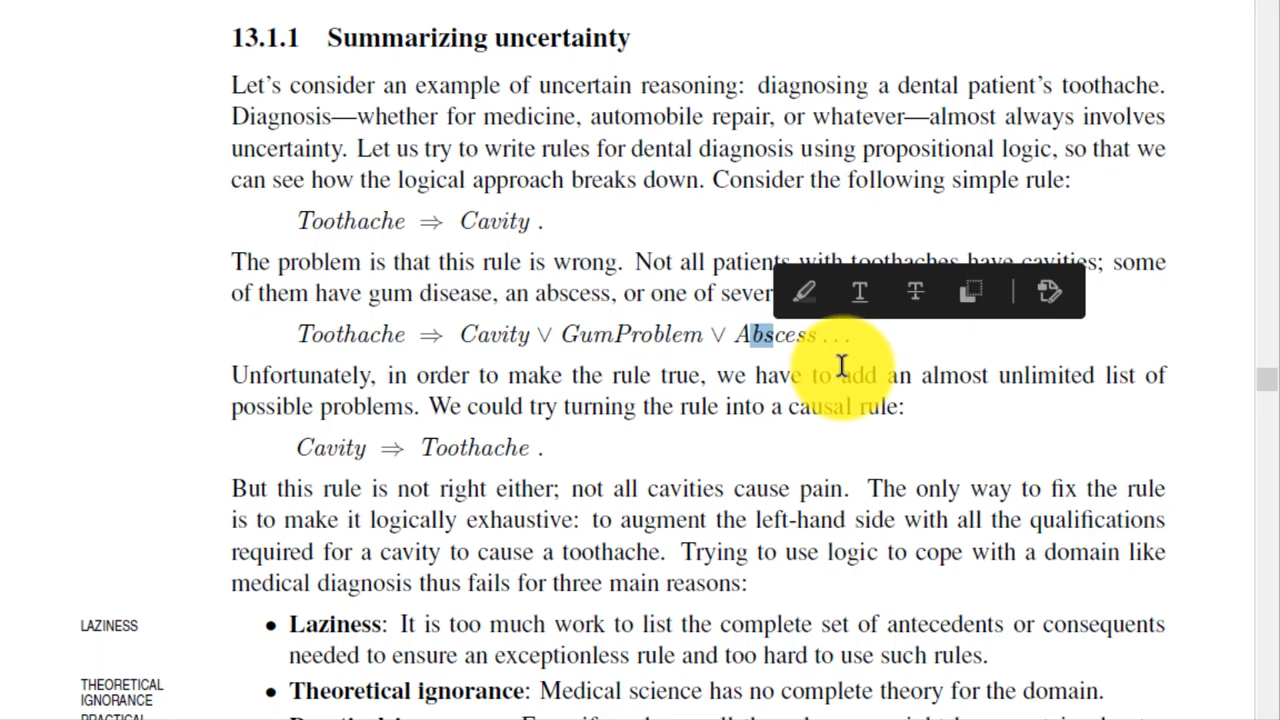 13.1.1 Summarizing uncertainty
Let's consider an example of uncertain reasoning: diagnosing a dental patient's toothache.
Diagnosis—whether for medicine, automobile repair, or whatever—almost always involves
uncertainty. Let us try to write rules for dental diagnosis using propositional logic, so that we
can see how the logical approach breaks down. Consider the following simple rule:
Toothache ⇒ Cavity .
The problem is that this rule is wrong. Not all patients with toothaches have cavities; some
of them have gum disease, an abscess, or one of sever
Toothache ⇒ Cavity ∨ GumProblem ∨ Abscess . . .
Unfortunately, in order to make the rule true, we have to add an almost unlimited list of
possible problems. We could try turning the rule into a causal rule:
Cavity ⇒ Toothache .
But this rule is not right either; not all cavities cause pain. The only way to fix the rule
is to make it logically exhaustive: to augment the left-hand side with all the qualifications
required for a cavity to cause a toothache. Trying to use logic to cope with a domain like
medical diagnosis thus fails for three main reasons:
LAZINESS
• Laziness: It is too much work to list the complete set of antecedents or consequents
needed to ensure an exceptionless rule and too hard to use such rules.
THEORETICAL
IGNORANCE
• Theoretical ignorance: Medical science has no complete theory for the domain.
PRACTICAL